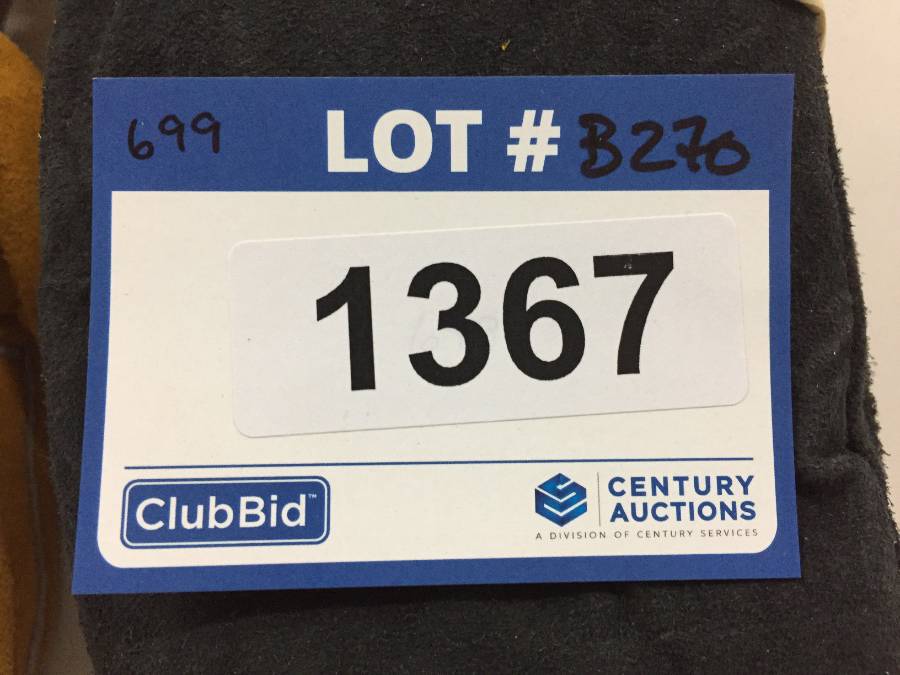 699 LOT # B270
1367
ClubBid™
CENTURY
AUCTIONS
A DIVISION OF CENTURY SERVICES